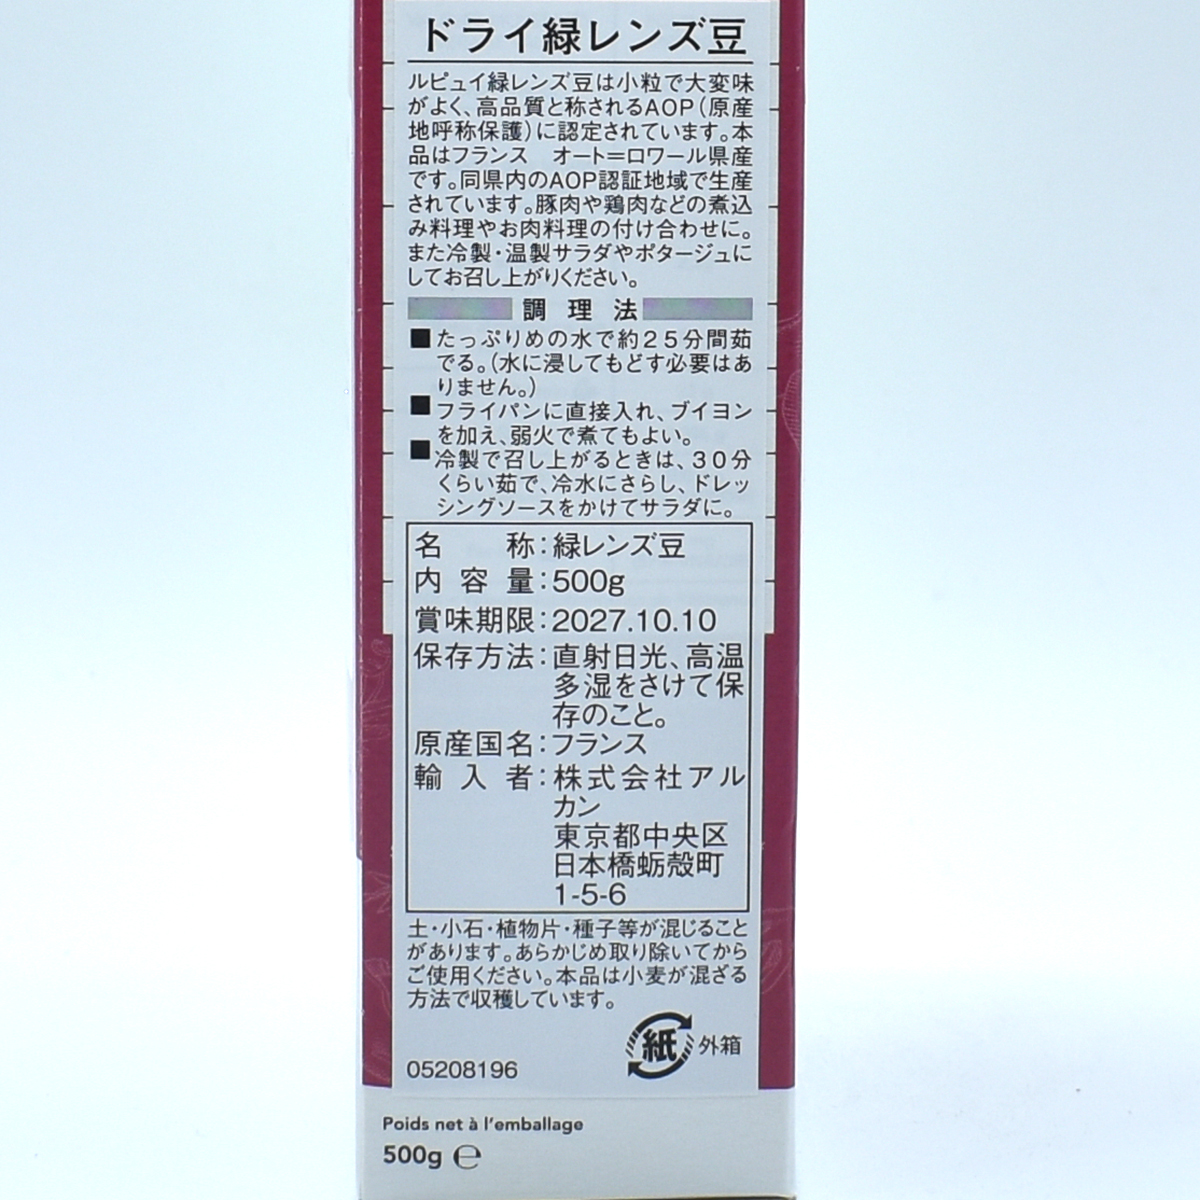 ドライ緑レンズ豆
ルピュイ緑レンズ豆は小粒で大変味
がよく、高品質と称されるAOP(原産
地呼称保護)に認定されています。本
品はフランス　オート=ロワール県産
です。同県内のAOP認証地域で生産
されています。豚肉や鶏肉などの煮込
み料理やお肉料理の付け合わせに。
また冷製・温製サラダやポタージュに
してお召し上がりください。
調理法
■たっぷりめの水で約25分間茹
でる。(水に浸してもどす必要はあ
りません。)
■フライパンに直接入れ、ブイヨン
を加え、弱火で煮てもよい。
■冷製で召し上がるときは、30分
くらい茹で、冷水にさらし、ドレッ
シングソースをかけてサラダに。
名称:緑レンズ豆
内容量:500g
賞味期限:2027.10.10
保存方法:直射日光、高温
多湿をさけて保
存のこと。
原産国名:フランス
輸入者:株式会社アル
カン
東京都中央区
日本橋蛎殻町
1-5-6
土・小石・植物片・種子等が混じること
があります。あらかじめ取り除いてから
ご使用ください。本品は小麦が混ざる
方法で収穫しています。
紙 外箱
05208196
Poids net à l'emballage
500g ℮